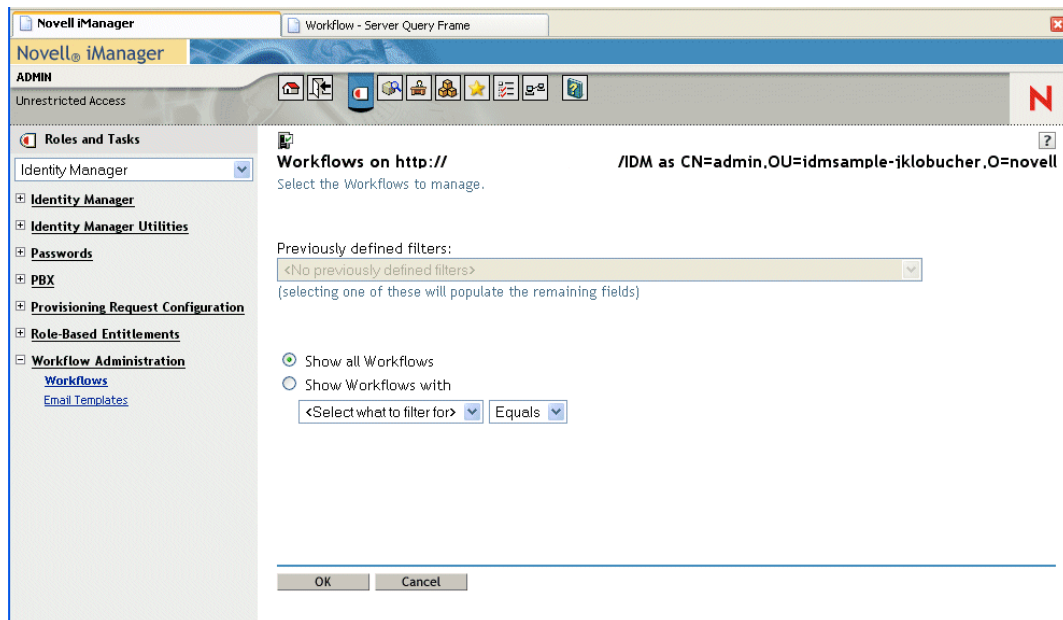 Novell iManager
Workflow - Server Query Frame
Novell® iManager
ADMIN
Unrestricted Access
N
Roles and Tasks
Identity Manager
Identity Manager
Identity Manager Utilities
Passwords
PBX
Provisioning Request Configuration
Role-Based Entitlements
Workflow Administration
Workflows
Email Templates
?
Workflows on http:// /IDM as CN=admin,OU=idmsample-jklobucher,O=novell
Select the Workflows to manage.
Previously defined filters:
<No previously defined filters>
(selecting one of these will populate the remaining fields)
Show all Workflows
Show Workflows with
<Select what to filter for> Equals
OK Cancel